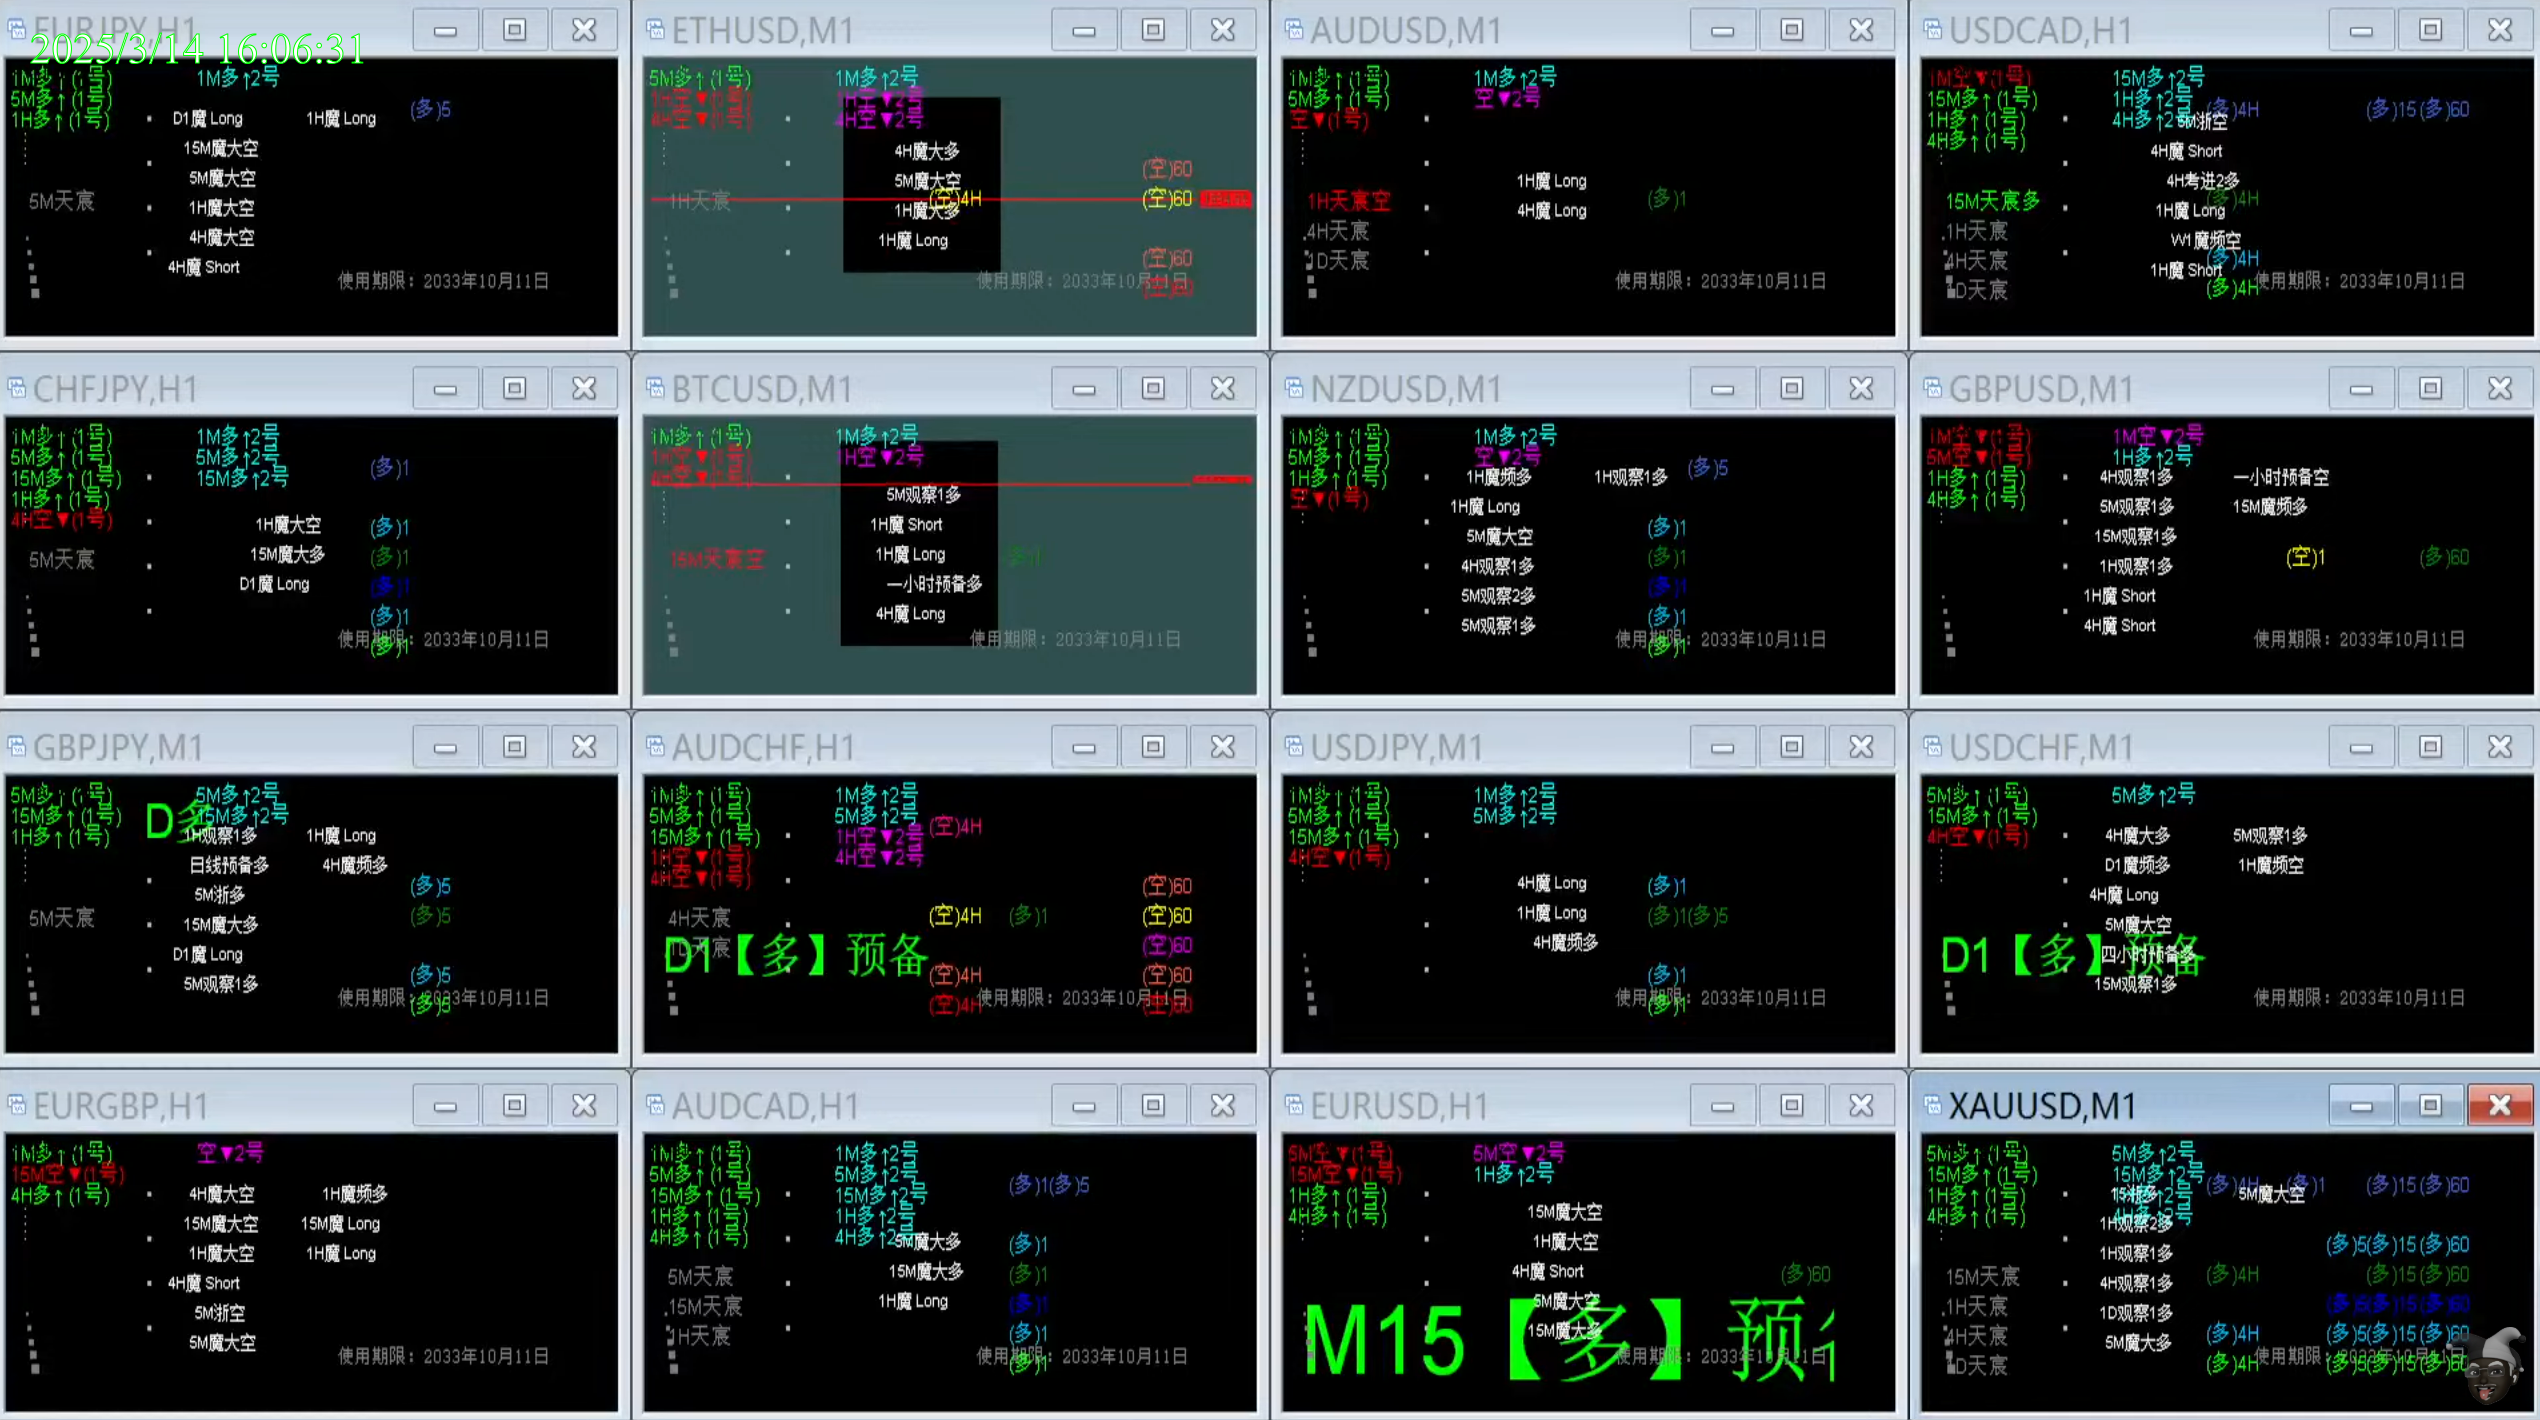 EURJPY,H1
2025/3/14 16:06:31
1M多↑(1号)
1M多↑2号
5M多↑(1号)
(多)5
1H多↑(1号)
D1魔 Long
1H魔 Long
15M魔大空
5M魔大空
5M天宸
1H魔大空
4H魔大空
4H魔 Short
使用期限：2033年10月11日
ETHUSD,M1
5M多↑(1号)
1M多↑2号
1H空▼(1号)
1H空▼2号
4H空▼(1号)
4H空▼2号
4H魔大多
(空)60
5M魔大空
1H天宸
(空)4H
(空)60
1H魔大多
1H魔 Long
(空)60
使用期限：2033年10月11日
(空)60
AUDUSD,M1
1M多↑(1号)
1M多↑2号
5M多↑(1号)
空▼2号
空▼(1号)
1H魔 Long
1H天宸空
(多)1
4H魔 Long
4H天宸
1D天宸
使用期限：2033年10月11日
USDCAD,H1
1M空▼(1号)
15M多↑2号
15M多↑(1号)
1H多↑2号
(多)4H
(多)15(多)60
1H多↑(1号)
4H多↑2号
5M浙空
4H多↑(1号)
4H魔 Short
4H考进2多
15M天宸多
(多)4H
1H魔 Long
1H天宸
W1魔频空
4H天宸
(多)4H
1H魔 Short
D天宸
(多)4H
使用期限：2033年10月11日
CHFJPY,H1
1M多↑(1号)
1M多↑2号
5M多↑(1号)
5M多↑2号
(多)1
15M多↑(1号)
15M多↑2号
1H多↑(1号)
4H空▼(1号)
1H魔大空
(多)1
5M天宸
15M魔大多
(多)1
D1魔 Long
(多)1
(多)1
使用期限：2033年10月11日
(多)1
BTCUSD,M1
1M多↑(1号)
1M多↑2号
1H空▼(1号)
1H空▼2号
4H空▼(1号)
5M观察1多
1H魔 Short
15M天宸空
1H魔 Long
多)1
一小时预备多
4H魔 Long
使用期限：2033年10月11日
NZDUSD,M1
1M多↑(1号)
1M多↑2号
5M多↑(1号)
空▼2号
1H多↑(1号)
1H魔频多
1H观察1多
(多)5
空▼(1号)
1H魔 Long
5M魔大空
(多)1
4H观察1多
(多)1
5M观察2多
(多)1
5M观察1多
(多)1
使用期限：2033年10月11日
(多)1
GBPUSD,M1
1M空▼(1号)
1M空▼2号
5M空▼(1号)
1H多↑2号
1H多↑(1号)
4H观察1多
一小时预备空
4H多↑(1号)
5M观察1多
15M魔频多
15M观察1多
1H观察1多
(空)1
(多)60
1H魔 Short
4H魔 Short
使用期限：2033年10月11日
GBPJPY,M1
5M多↑(1号)
5M多↑2号
15M多↑(1号)
D多
15M多↑2号
1H多↑(1号)
1H观察1多
1H魔 Long
日线预备多
4H魔频多
5M浙多
(多)5
5M天宸
15M魔大多
(多)5
D1魔 Long
5M观察1多
(多)5
使用期限：2033年10月11日
(多)5
AUDCHF,H1
1M多↑(1号)
1M多↑2号
5M多↑(1号)
5M多↑2号
15M多↑(1号)
1H空▼2号
(空)4H
1H空▼(1号)
4H空▼2号
4H空▼(1号)
(空)60
4H天宸
(空)4H
(多)1
(空)60
1D天宸
D1【多】预备
(空)60
(空)4H
(空)60
(空)4H
使用期限：2033年10月11日
(空)60
USDJPY,M1
1M多↑(1号)
1M多↑2号
5M多↑(1号)
5M多↑2号
15M多↑(1号)
4H空▼(1号)
4H魔 Long
(多)1
1H魔 Long
(多)1(多)5
4H魔频多
(多)1
使用期限：2033年10月11日
(多)1
USDCHF,M1
5M多↑(1号)
5M多↑2号
15M多↑(1号)
4H空▼(1号)
4H魔大多
5M观察1多
D1魔频多
1H魔频空
4H魔 Long
5M魔大空
D1【多】预备
四小时预备多
15M观察1多
使用期限：2033年10月11日
EURGBP,H1
1M多↑(1号)
空▼2号
15M空▼(1号)
4H多↑(1号)
4H魔大空
1H魔频多
15M魔大空
15M魔 Long
1H魔大空
1H魔 Long
4H魔 Short
5M浙空
5M魔大空
使用期限：2033年10月11日
AUDCAD,H1
1M多↑(1号)
1M多↑2号
5M多↑(1号)
5M多↑2号
15M多↑(1号)
15M多↑2号
(多)1(多)5
1H多↑(1号)
1H多↑2号
4H多↑(1号)
4H多↑2号
5M魔大多
(多)1
5M天宸
15M魔大多
(多)1
15M天宸
1H魔 Long
(多)1
1H天宸
(多)1
使用期限：2033年10月11日
(多)1
EURUSD,H1
5M空▼(1号)
5M空▼2号
15M空▼(1号)
1H多↑2号
1H多↑(1号)
4H多↑(1号)
15M魔大空
1H魔大空
4H魔 Short
(多)60
5M魔大空
M15【多】预
15M魔大多
使用期限：2033年10月11日
XAUUSD,M1
5M多↑(1号)
5M多↑2号
15M多↑(1号)
15M多↑2号
1H多↑(1号)
1H多↑2号
(多)4H
(多)1
5M魔大空
(多)15(多)60
4H多↑(1号)
4H多↑2号
1H观察2多
1H观察1多
(多)5(多)15(多)60
15M天宸
4H观察1多
(多)4H
(多)15(多)60
1H天宸
1D观察1多
(多)5(多)15(多)60
4H天宸
5M魔大多
(多)4H
(多)5(多)15(多)60
D天宸
(多)4H
使用期限：
(多)5(多)15(多)60